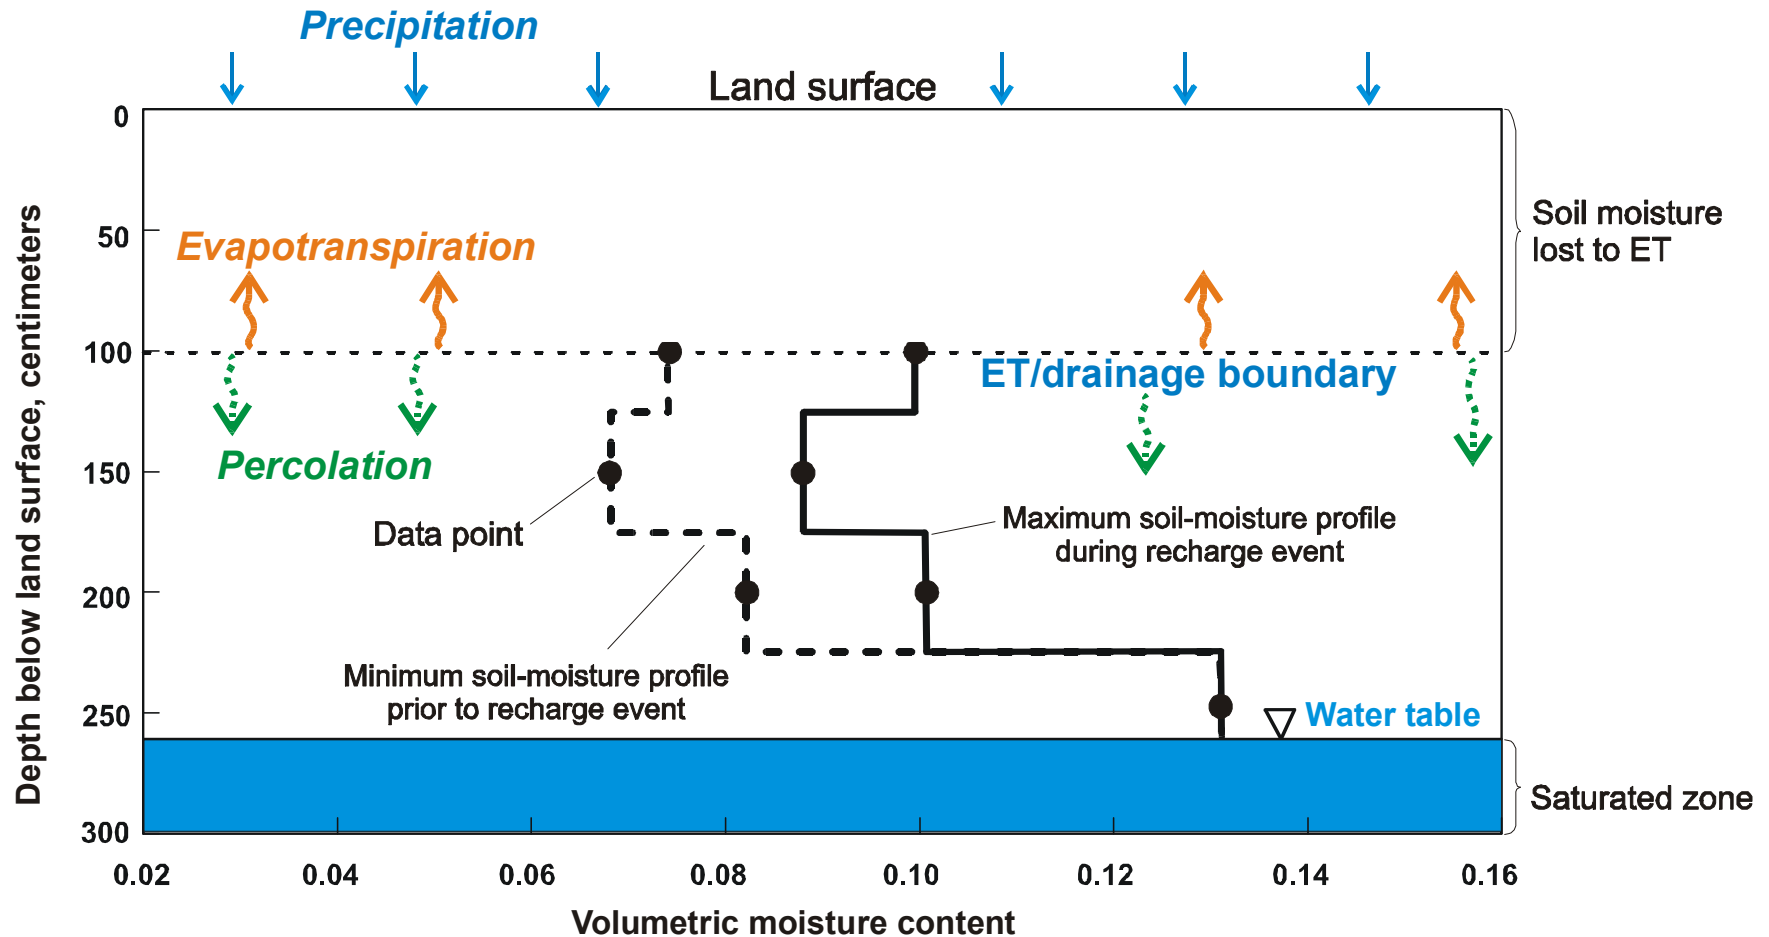 Precipitation
Land surface
0
50
100
150
200
250
300
Depth below land surface, centimeters
Evapotranspiration
Soil moisture
lost to ET
ET/drainage boundary
Percolation
Data point
Maximum soil-moisture profile
during recharge event
Minimum soil-moisture profile
prior to recharge event
Water table
Saturated zone
0.02
0.04
0.06
0.08
0.10
0.12
0.14
0.16
Volumetric moisture content